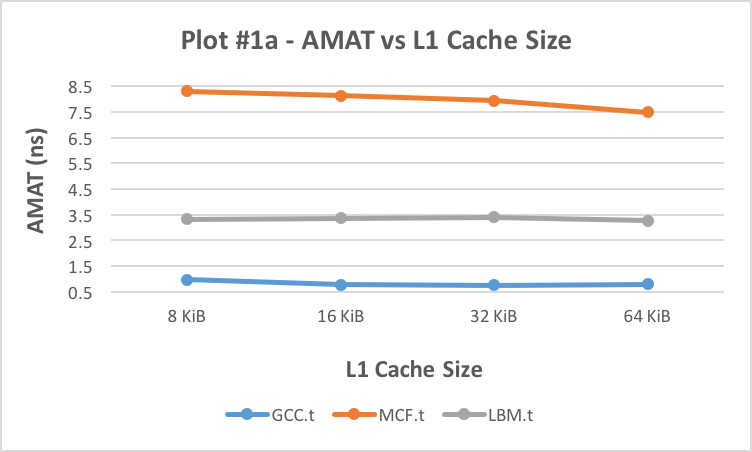 Plot #1a - AMAT vs L1 Cache Size
AMAT (ns)
8.5
7.5
6.5
5.5
4.5
3.5
2.5
1.5
0.5
8 KiB 16 KiB 32 KiB 64 KiB
L1 Cache Size
GCC.t MCF.t LBM.t